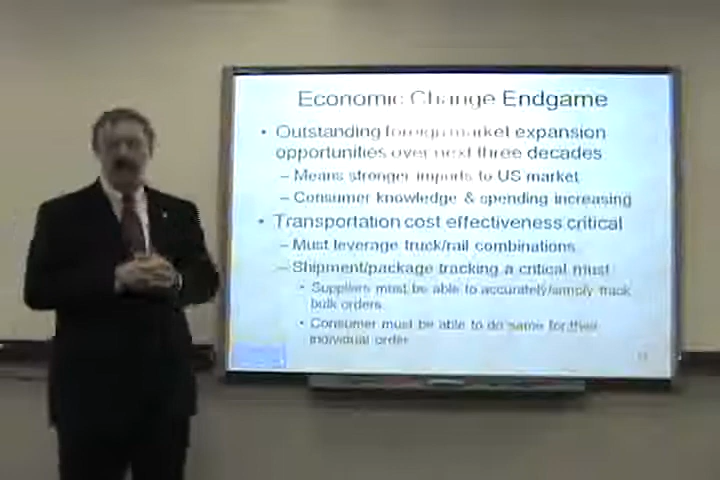 Economic Change Endgame
• Outstanding foreign market expansion
opportunities over next three decades
– Means stronger imports to US market
– Consumer knowledge & spending increasing
• Transportation cost effectiveness critical
– Must leverage truck/rail combinations
– Shipment/package tracking a critical must
• Suppliers must be able to accurately/simply track
bulk orders
• Consumer must be able to do same for their
individual order